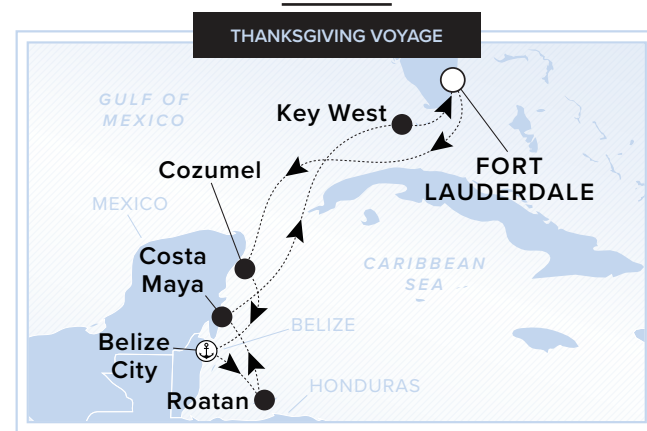 THANKSGIVING VOYAGE
GULF OF
MEXICO
Key West
Cozumel
FORT
LAUDERDALE
MEXICO
Costa
Maya
CARIBBEAN
SEA
BELIZE
Belize
City
HONDURAS
Roatan